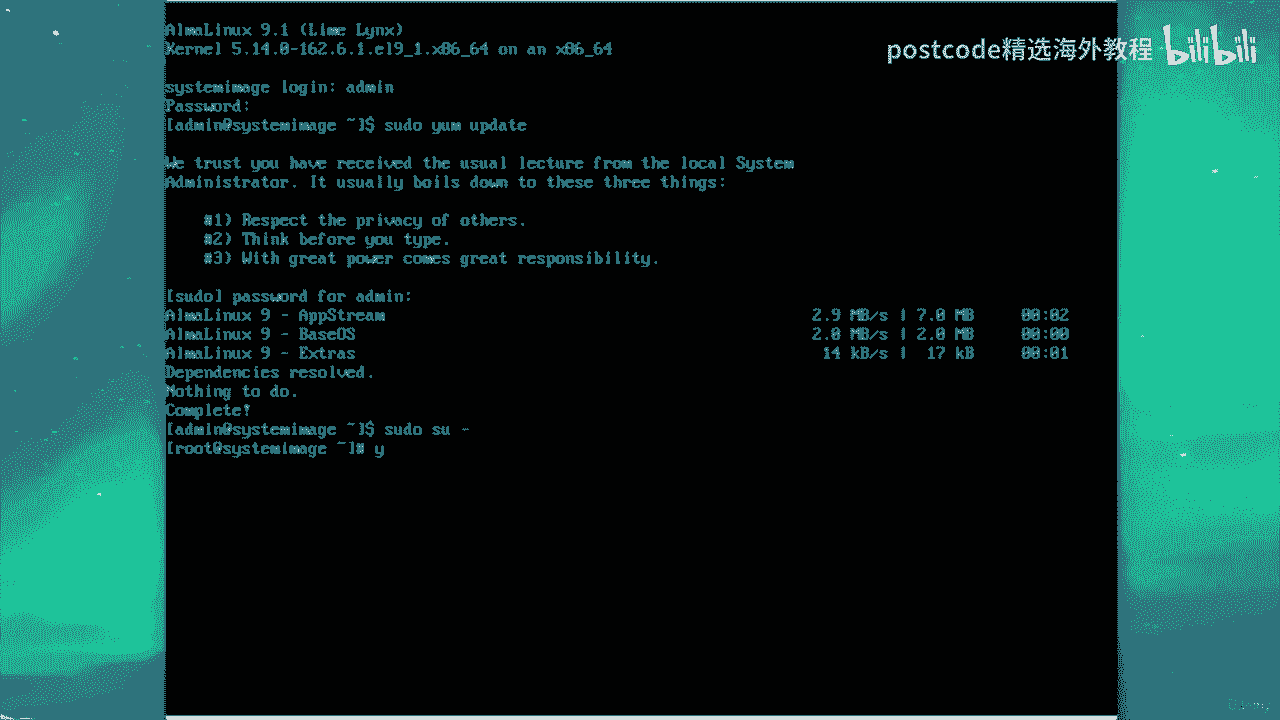 AlmaLinux 9.1 (Lime Lynx)
Kernel 5.14.0-162.6.1.el9_1.x86_64 on an x86_64
postcode精选海外教程 bilibili
systemimage login: admin
Password:
[admin@systemimage ~]$ sudo yum update
We trust you have received the usual lecture from the local System
Administrator. It usually boils down to these three things:
#1) Respect the privacy of others.
#2) Think before you type.
#3) With great power comes great responsibility.
[sudo] password for admin:
AlmaLinux 9 - AppStream 2.9 MB/s | 7.0 MB 00:02
AlmaLinux 9 - BaseOS 2.0 MB/s | 2.0 MB 00:00
AlmaLinux 9 - Extras 14 kB/s | 17 kB 00:01
Dependencies resolved.
Nothing to do.
Complete!
[admin@systemimage ~]$ sudo su -
[root@systemimage ~]# y